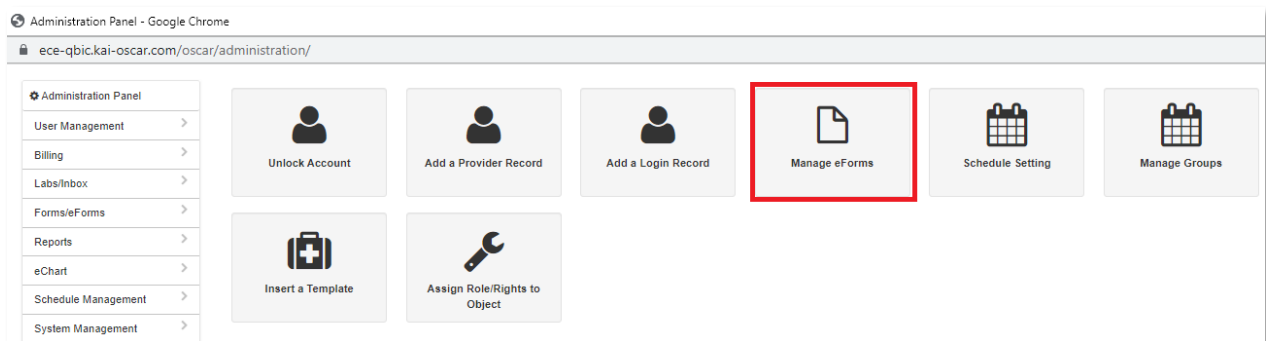 Administration Panel - Google Chrome
ece-qbic.kai-oscar.com/oscar/administration/
Administration Panel
User Management
Billing
Labs/Inbox
Forms/eForms
Reports
eChart
Schedule Management
System Management
Unlock Account
Add a Provider Record
Add a Login Record
Manage eForms
Schedule Setting
Manage Groups
Insert a Template
Assign Role/Rights to
Object